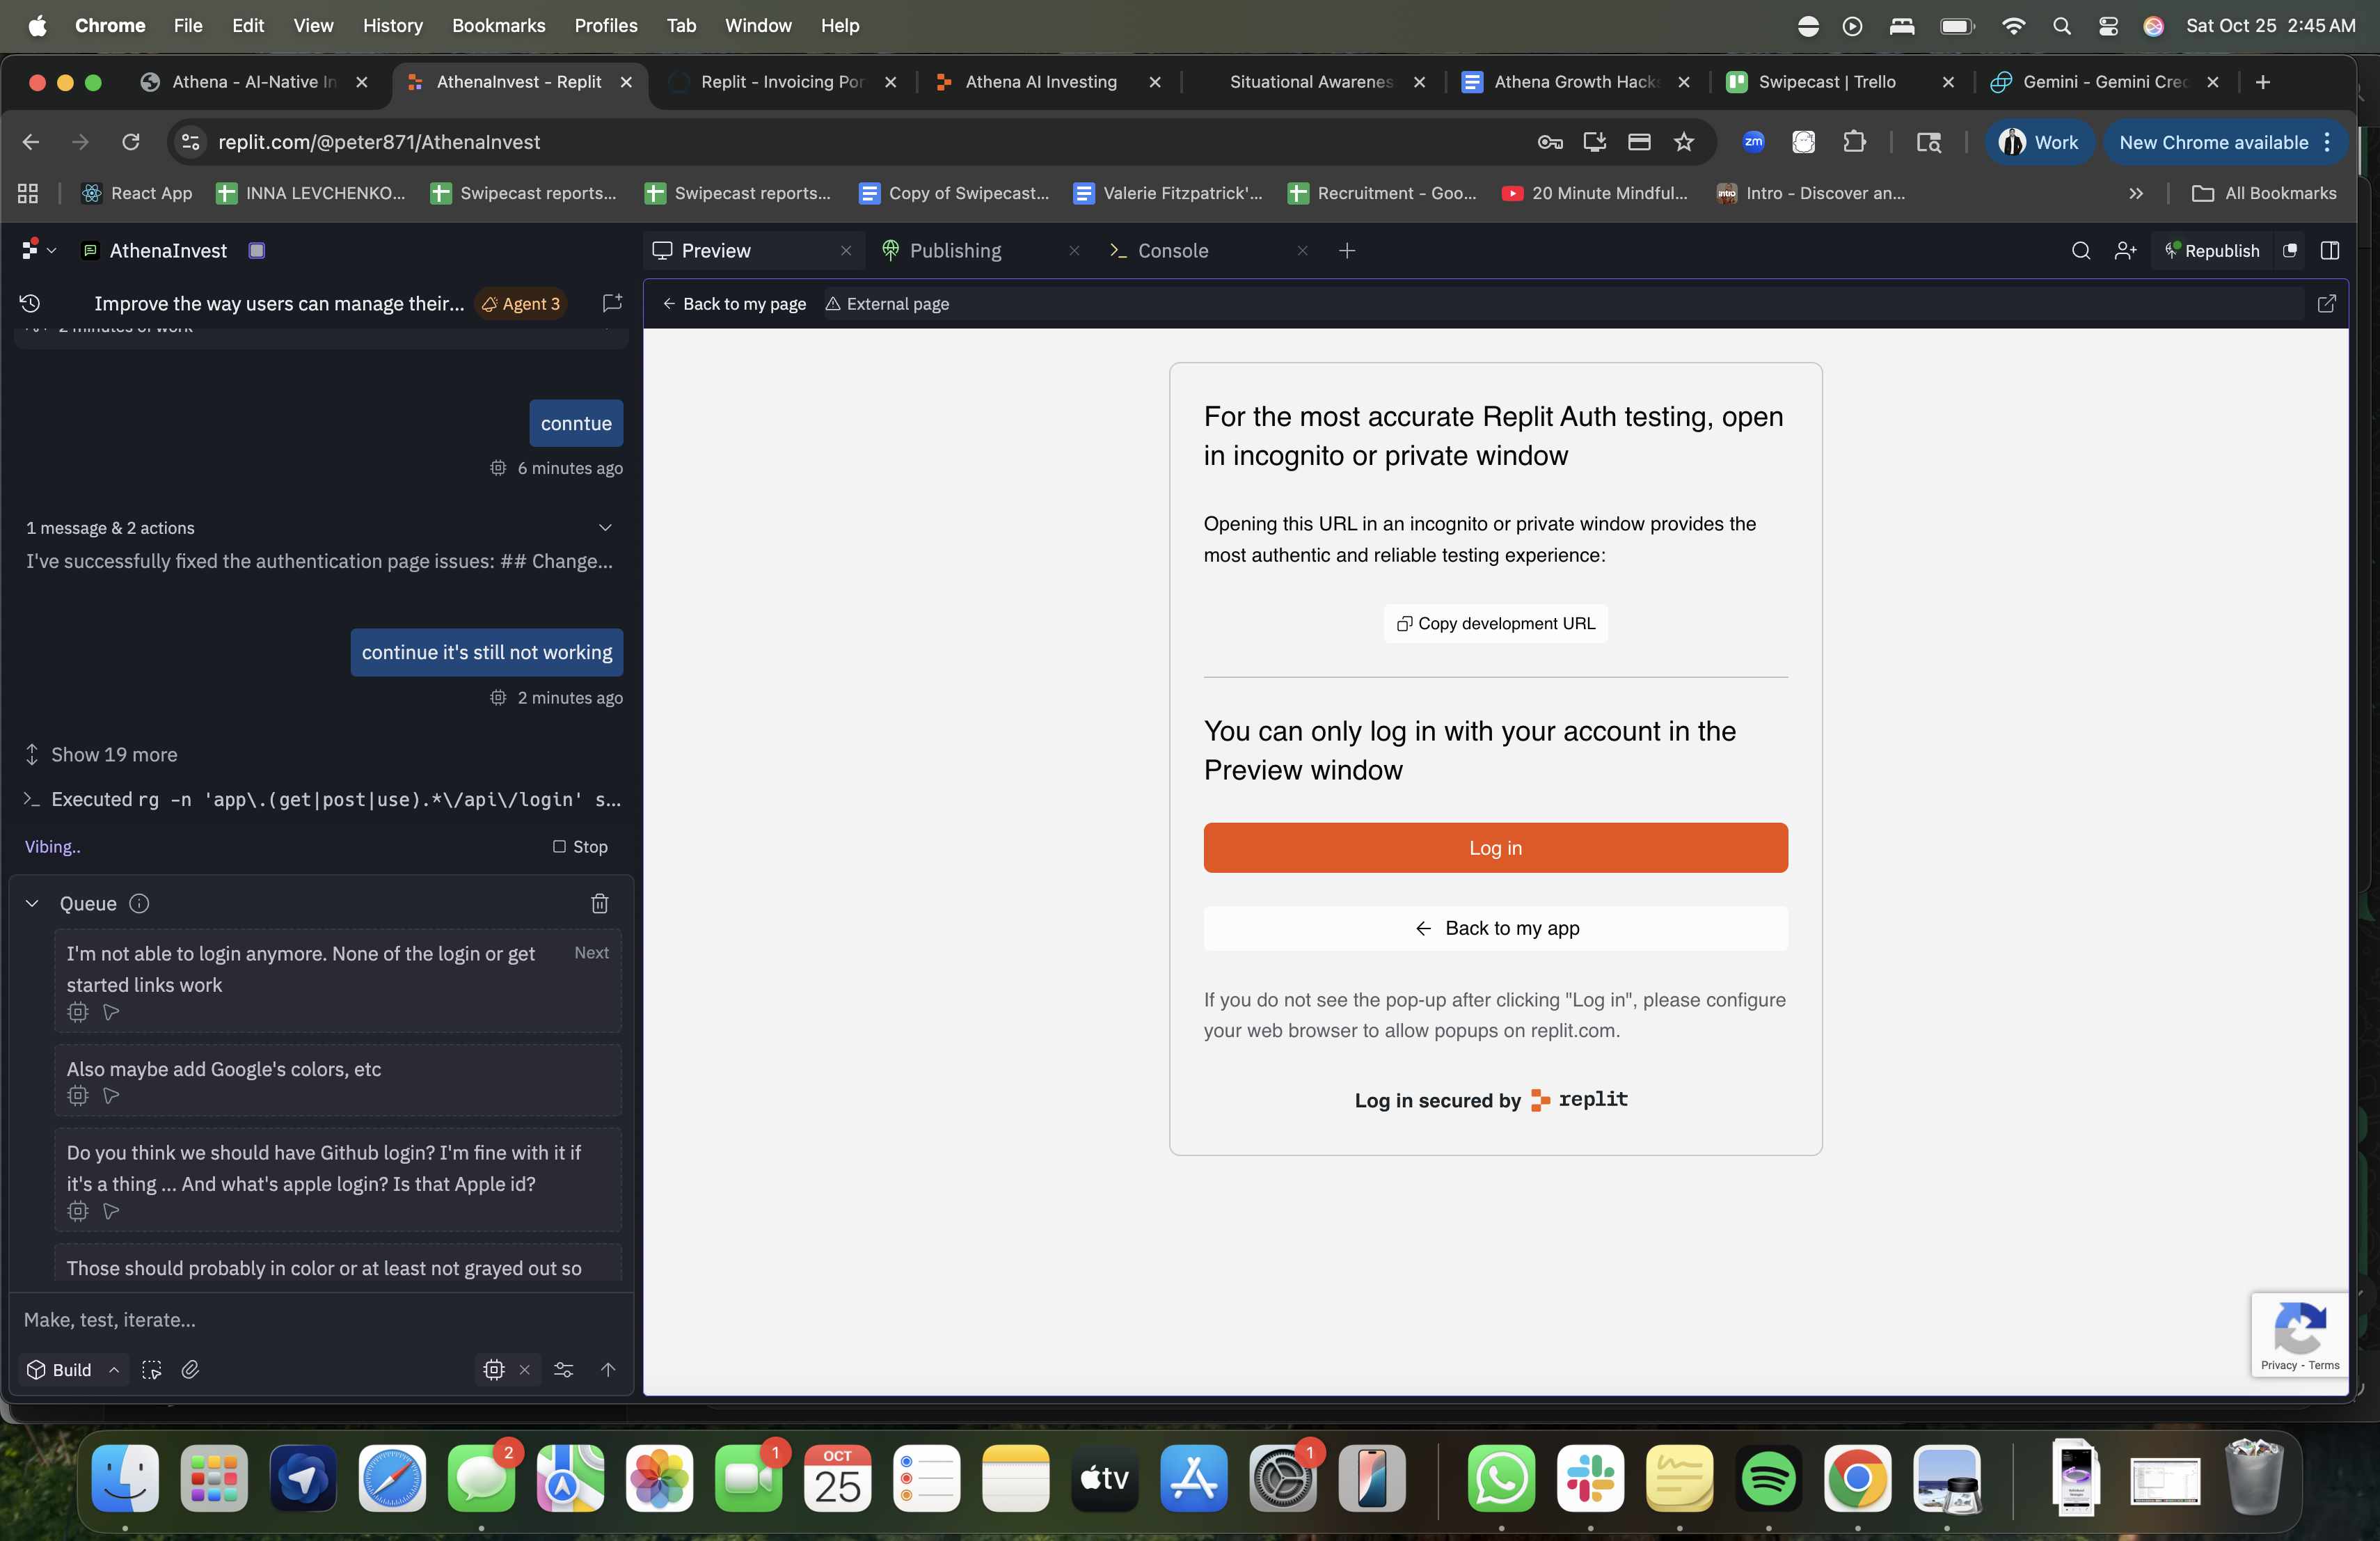 Chrome File Edit View History Bookmarks Profiles Tab Window Help
Sat Oct 25 2:45 AM
Athena - AI-Native In
AthenaInvest - Replit
Replit - Invoicing Por
Athena AI Investing
Situational Awarenes
Athena Growth Hacks
Swipecast | Trello
Gemini - Gemini Cred
replit.com/@peter871/AthenaInvest
zm
Work
New Chrome available
React App
INNA LEVCHENKO...
Swipecast reports...
Swipecast reports...
Copy of Swipecast...
Valerie Fitzpatrick'...
Recruitment - Goo...
20 Minute Mindful...
intro
Intro - Discover an...
All Bookmarks
AthenaInvest
Preview
Publishing
Console
Republish
Improve the way users can manage their...
Agent 3
2 minutes of work
conntue
6 minutes ago
1 message & 2 actions
I've successfully fixed the authentication page issues: ## Change...
continue it's still not working
2 minutes ago
Show 19 more
Executed rg -n 'app\.(get|post|use).*\/api\/login' s...
Vibing..
Stop
Queue
I'm not able to login anymore. None of the login or get
started links work
Next
Also maybe add Google's colors, etc
Do you think we should have Github login? I'm fine with it if
it's a thing ... And what's apple login? Is that Apple id?
Those should probably in color or at least not grayed out so
Make, test, iterate...
Build
Back to my page
External page
For the most accurate Replit Auth testing, open
in incognito or private window
Opening this URL in an incognito or private window provides the
most authentic and reliable testing experience:
Copy development URL
You can only log in with your account in the
Preview window
Log in
Back to my app
If you do not see the pop-up after clicking "Log in", please configure
your web browser to allow popups on replit.com.
Log in secured by replit
Privacy - Terms
2
1
OCT
25
tv
1